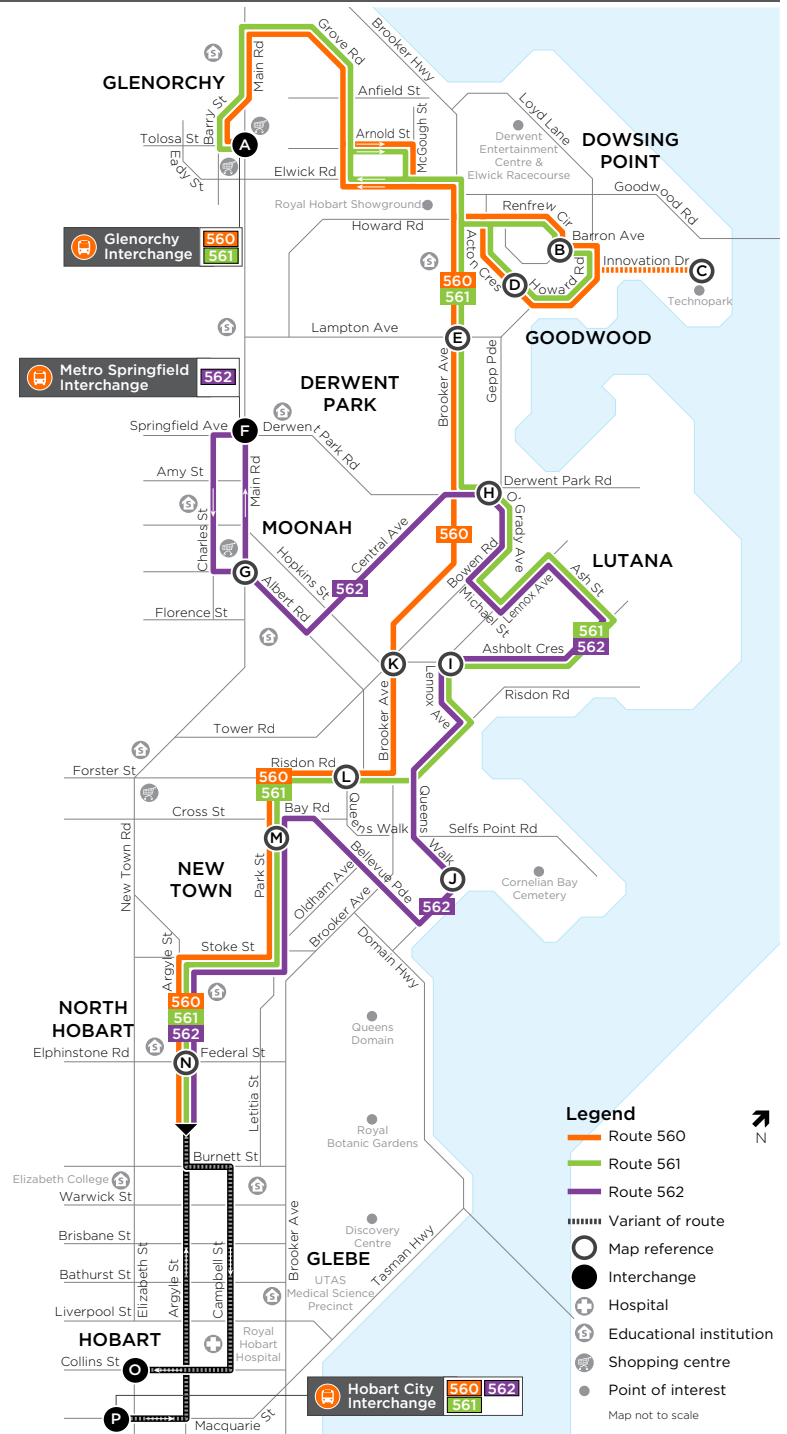 Grove Rd
Brooker Hwy
Main Rd
GLENORCHY
Anfield St
Loyd Lane
Barry St
McGough St
Derwent
Entertainment
Centre &
Elwick Racecourse
DOWSING
POINT
Tolosa St
A
Arnold St
Eady St
Elwick Rd
Goodwood Rd
Royal Hobart Showground
Renfrew Cir
Howard Rd
Barron Ave
Glenorchy
Interchange
560
561
Acton Cres
B
Innovation Dr
C
Howard Rd
D
Technopark
560
561
Lampton Ave
E
GOODWOOD
Gepp Pde
Metro Springfield
Interchange
562
DERWENT
PARK
Brooker Ave
Springfield Ave
F
Derwent Park Rd
Amy St
Main Rd
H
Derwent Park Rd
O'Grady Ave
Charles St
MOONAH
Central Ave
560
Hopkins St
Bowen Rd
LUTANA
G
Albert Rd
562
Michael St
Lennox Ave
Ash St
Florence St
561
562
Ashbolt Cres
K
I
Lennox Ave
Risdon Rd
Brooker Ave
Tower Rd
Forster St
Risdon Rd
560
561
L
Cross St
Bay Rd
Queens Walk
Queens Walk
Selfs Point Rd
M
New Town Rd
NEW
TOWN
Park St
Bellevue Pde
J
Cornelian Bay
Cemetery
Oldham Ave
562
Brooker Ave
Argyle St
Stoke St
Domain Hwy
NORTH
HOBART
560
561
562
Queens
Domain
Elphinstone Rd
N
Federal St
Letitia St
Royal
Botanic Gardens
Legend
N
Route 560
Route 561
Route 562
Variant of route
Map reference
Interchange
Hospital
Educational institution
Shopping centre
Point of interest
Map not to scale
Burnett St
Elizabeth College
Warwick St
Brisbane St
Bathurst St
Liverpool St
Elizabeth St
Argyle St
Campbell St
Brooker Ave
Discovery
Centre
GLEBE
Tasman Hwy
UTAS
Medical Science
Precinct
HOBART
Royal
Hobart
Hospital
Collins St
O
Hobart City
Interchange
560
562
561
P
Macquarie St